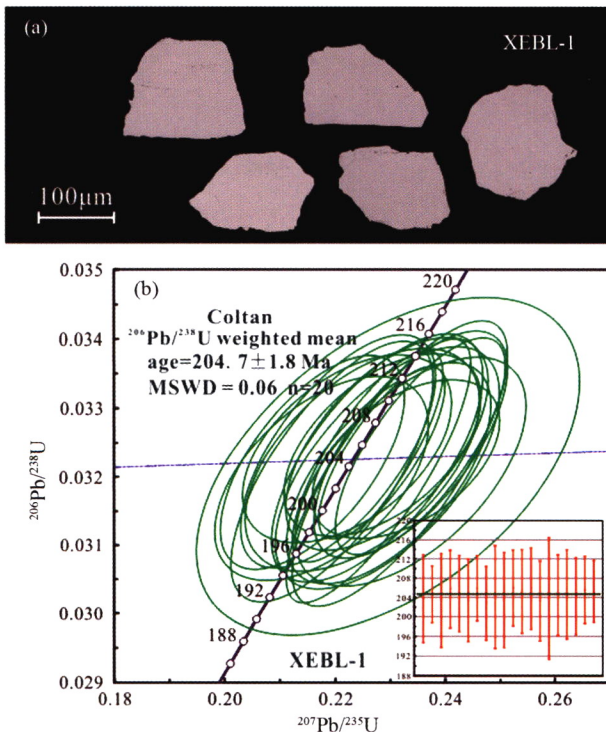 (a)
XEBL-1
100μm
(b)
Coltan
²⁰⁶Pb/²³⁸U weighted mean
age=204. 7±1.8 Ma
MSWD = 0.06 n=20
220
216
212
208
204
200
196
192
188
XEBL-1
0.035
0.034
0.033
0.032
0.031
0.030
0.029
²⁰⁶Pb/²³⁸U
0.18
0.20
0.22
0.24
0.26
²⁰⁷Pb/²³⁵U
220
216
212
208
204
200
196
192
188